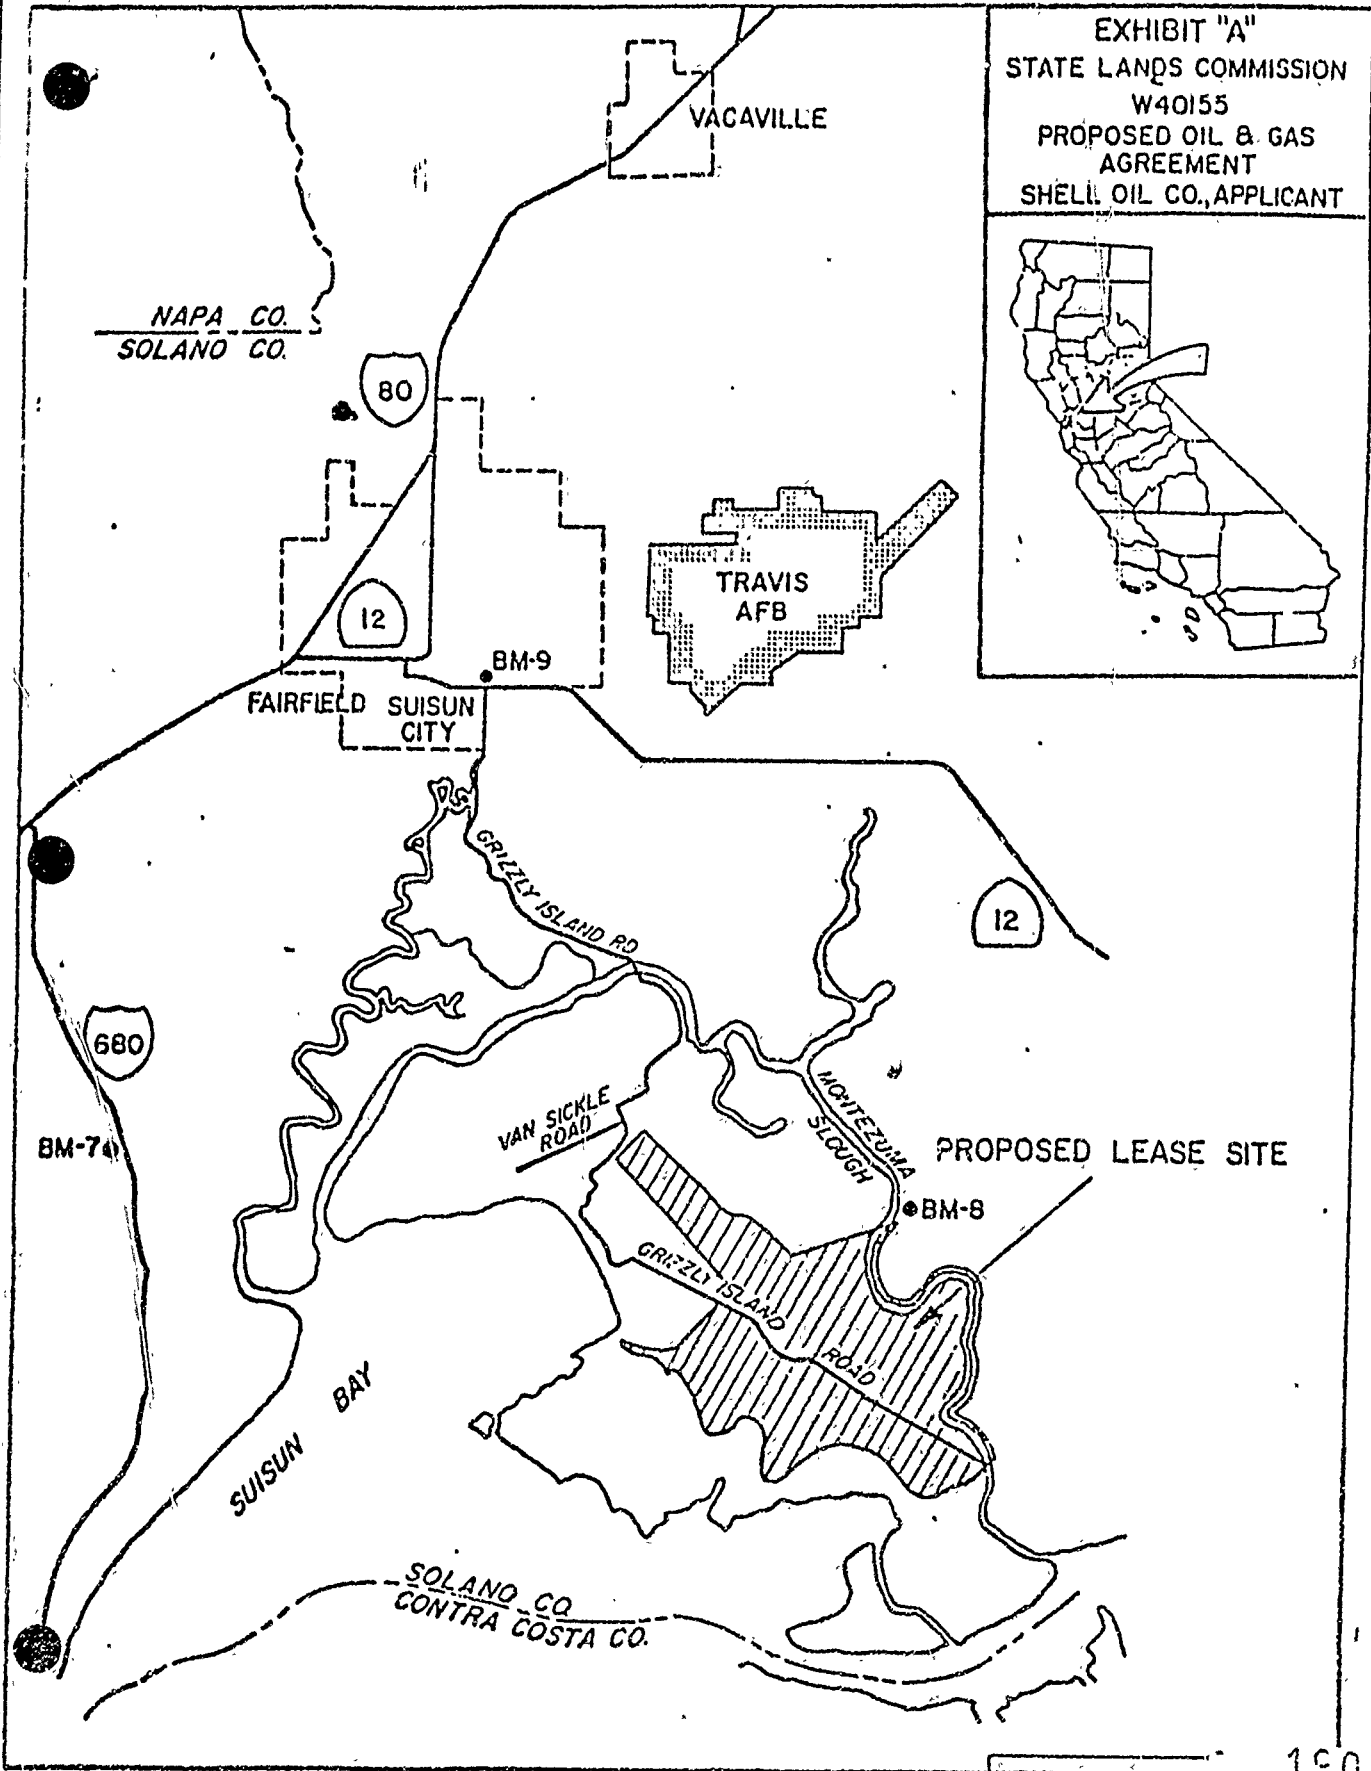 EXHIBIT "A"
STATE LANDS COMMISSION
W40155
PROPOSED OIL & GAS
AGREEMENT
SHELL OIL CO., APPLICANT
VACAVILLE
NAPA CO.
SOLANO CO.
80
TRAVIS
AFB
12
BM-9
FAIRFIELD
SUISUN
CITY
GRIZZLY ISLAND RD
12
680
MONTEZUMA
SLOUGH
VAN SICKLE
ROAD
BM-7
PROPOSED LEASE SITE
BM-8
GRIZZLY ISLAND
ROAD
SUISUN BAY
SOLANO CO
CONTRA COSTA CO.